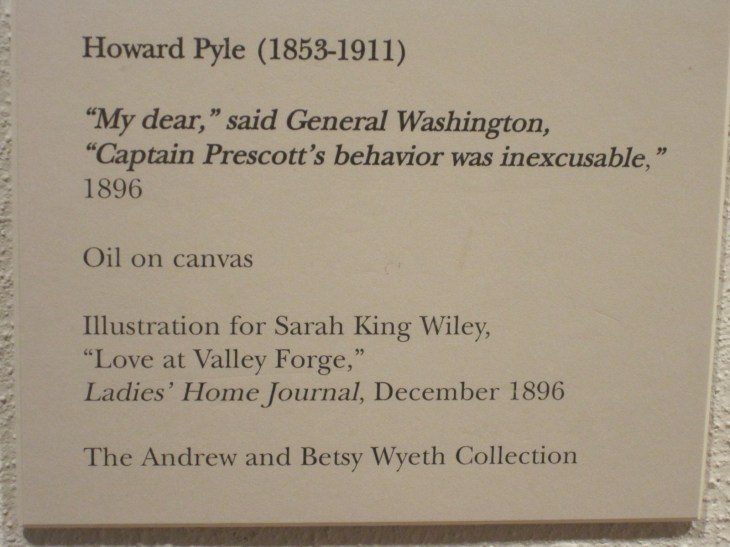 Howard Pyle (1853-1911)
“My dear,” said General Washington,
“Captain Prescott’s behavior was inexcusable,”
1896
Oil on canvas
Illustration for Sarah King Wiley,
“Love at Valley Forge,”
Ladies’ Home Journal, December 1896
The Andrew and Betsy Wyeth Collection